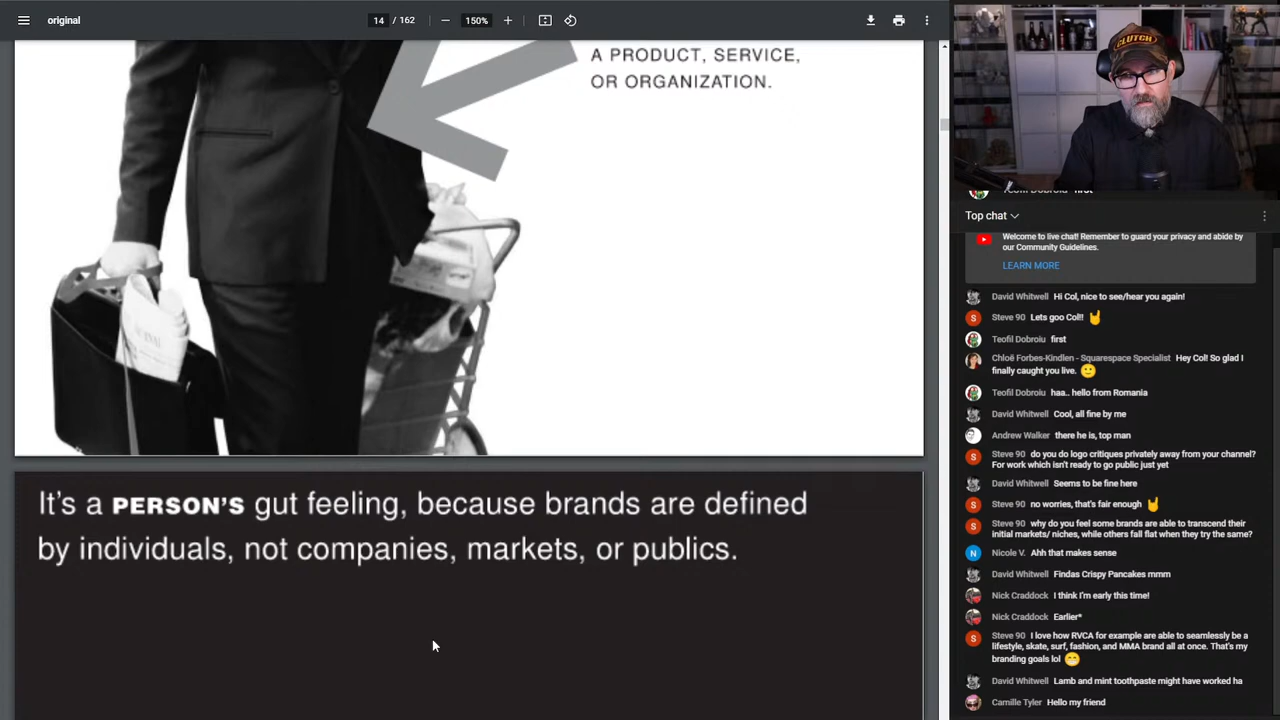 original
14 / 162
150%
A PRODUCT, SERVICE,
OR ORGANIZATION.
It's a PERSON'S gut feeling, because brands are defined
by individuals, not companies, markets, or publics.
CLUTCH
Teofil Dobroiu first
Top chat
Welcome to live chat! Remember to guard your privacy and abide by
our Community Guidelines.
LEARN MORE
David Whitwell Hi Col, nice to see/hear you again!
S Steve 90 Lets goo Col!! 🤘
Teofil Dobroiu first
Chloë Forbes-Kindlen - Squarespace Specialist Hey Col! So glad I
finally caught you live. 🙂
Teofil Dobroiu haa.. hello from Romania
David Whitwell Cool, all fine by me
Andrew Walker there he is, top man
S Steve 90 do you do logo critiques privately away from your channel?
For work which isn't ready to go public just yet
David Whitwell Seems to be fine here
S Steve 90 no worries, that's fair enough 🤘
S Steve 90 why do you feel some brands are able to transcend their
initial markets/ niches, while others fall flat when they try the same?
N Nicole V. Ahh that makes sense
David Whitwell Findas Crispy Pancakes mmm
Nick Craddock I think I'm early this time!
Nick Craddock Earlier*
S Steve 90 I love how RVCA for example are able to seamlessly be a
lifestyle, skate, surf, fashion, and MMA brand all at once. That's my
branding goals lol 😁
David Whitwell Lamb and mint toothpaste might have worked ha
Camille Tyler Hello my friend